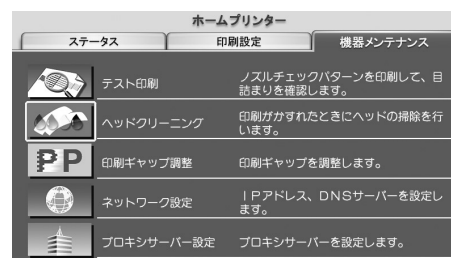 ホームプリンター
ステータス 印刷設定 機器メンテナンス
テスト印刷 ノズルチェックパターンを印刷して、目
詰まりを確認します。
ヘッドクリーニング 印刷がかすれたときにヘッドの掃除を行
います。
PP 印刷ギャップ調整 印刷ギャップを調整します。
ネットワーク設定 IPアドレス、DNSサーバーを設定し
ます。
プロキシサーバー設定 プロキシサーバーを設定します。